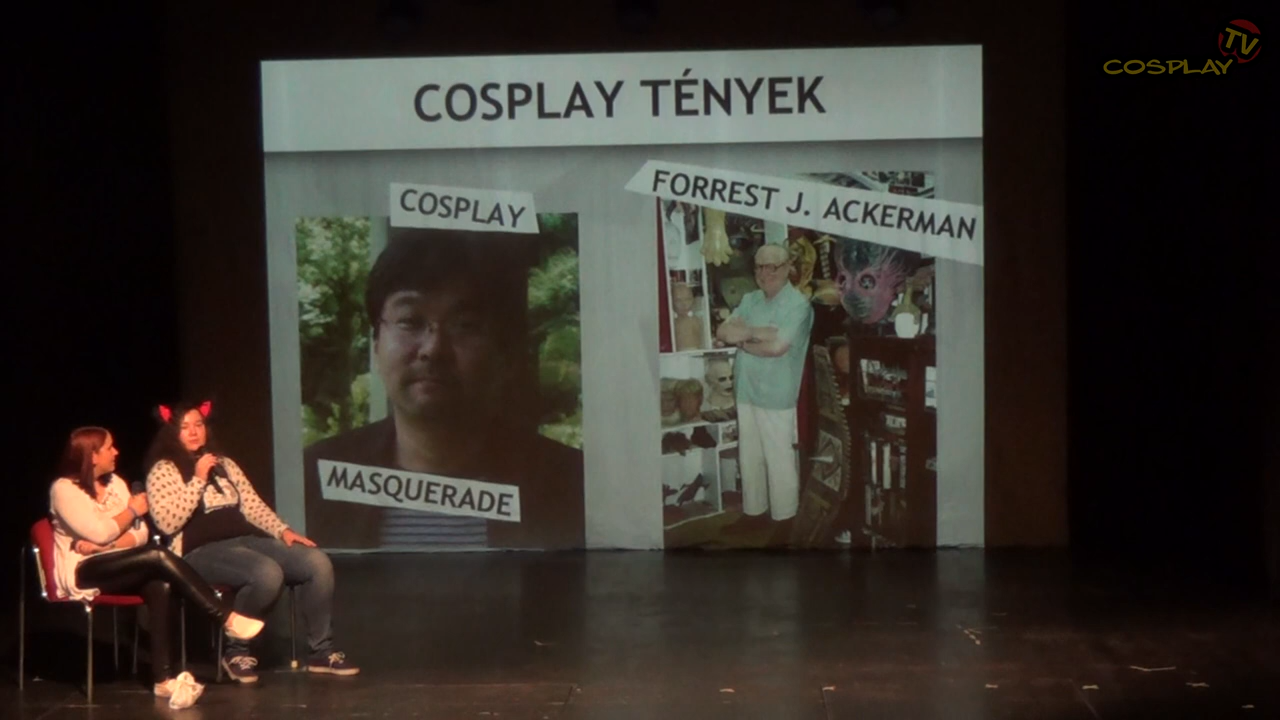 COSPLAY TÉNYEK
COSPLAY
FORREST J. ACKERMAN
MASQUERADE
COSPLAY TV